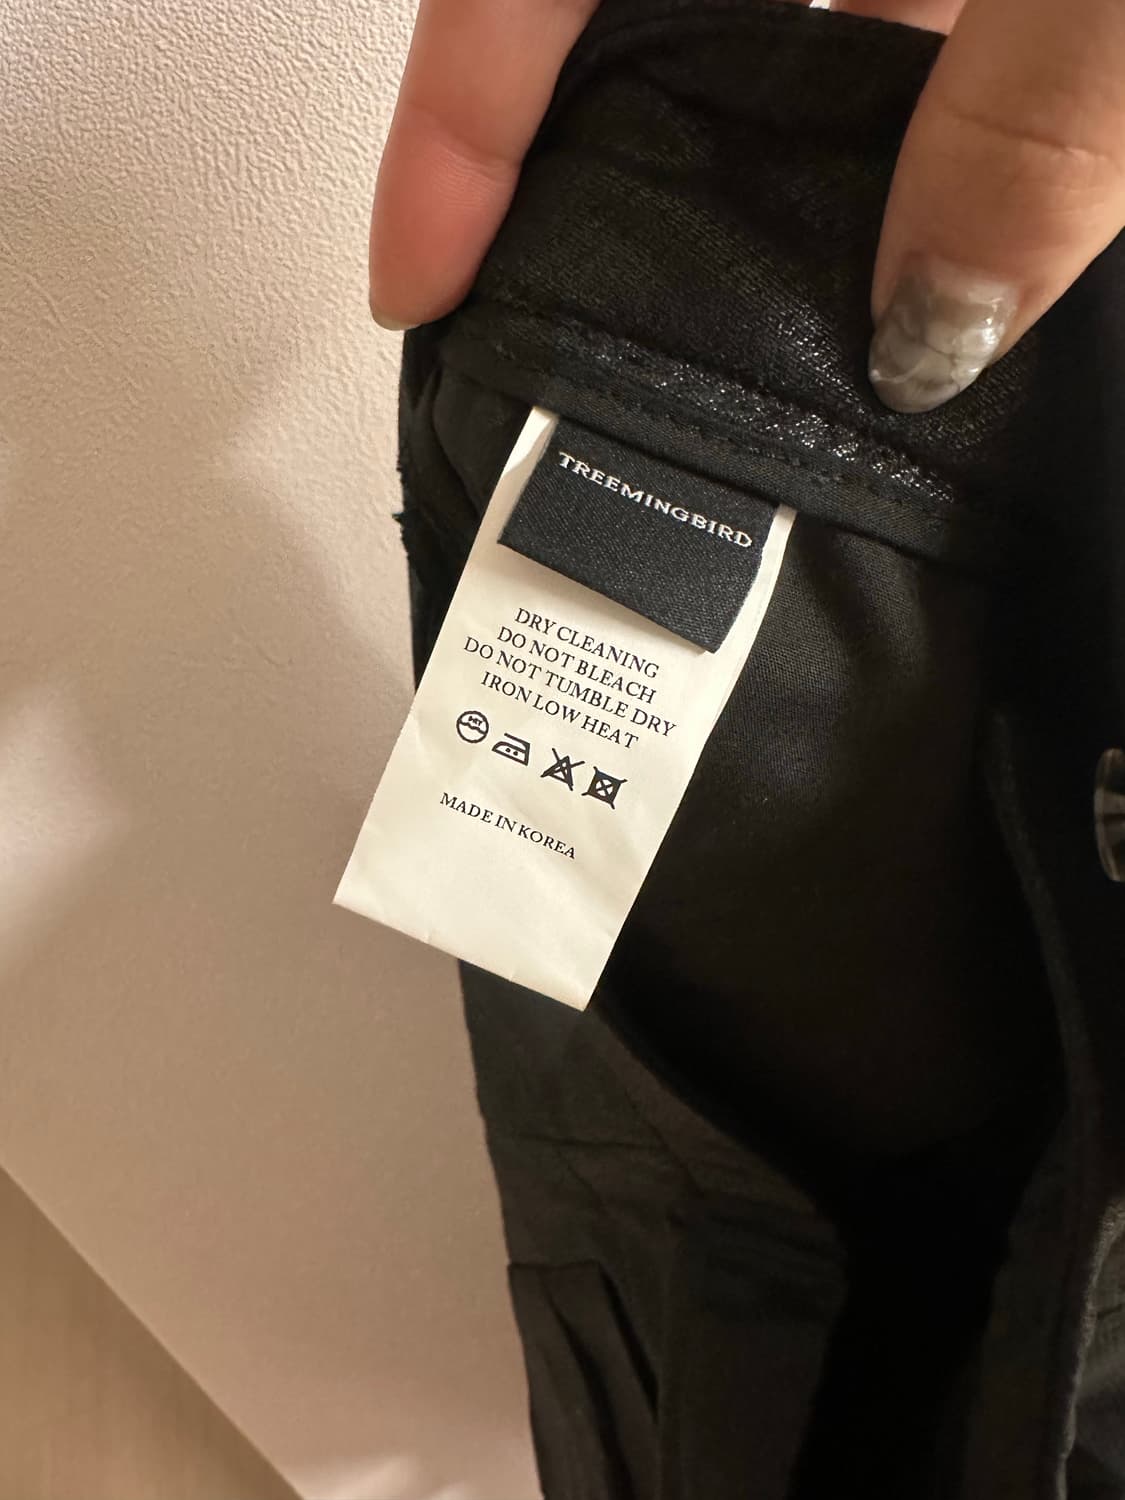 TREEMINGBIRD
DRY CLEANING
DO NOT BLEACH
DO NOT TUMBLE DRY
IRON LOW HEAT
MADE IN KOREA